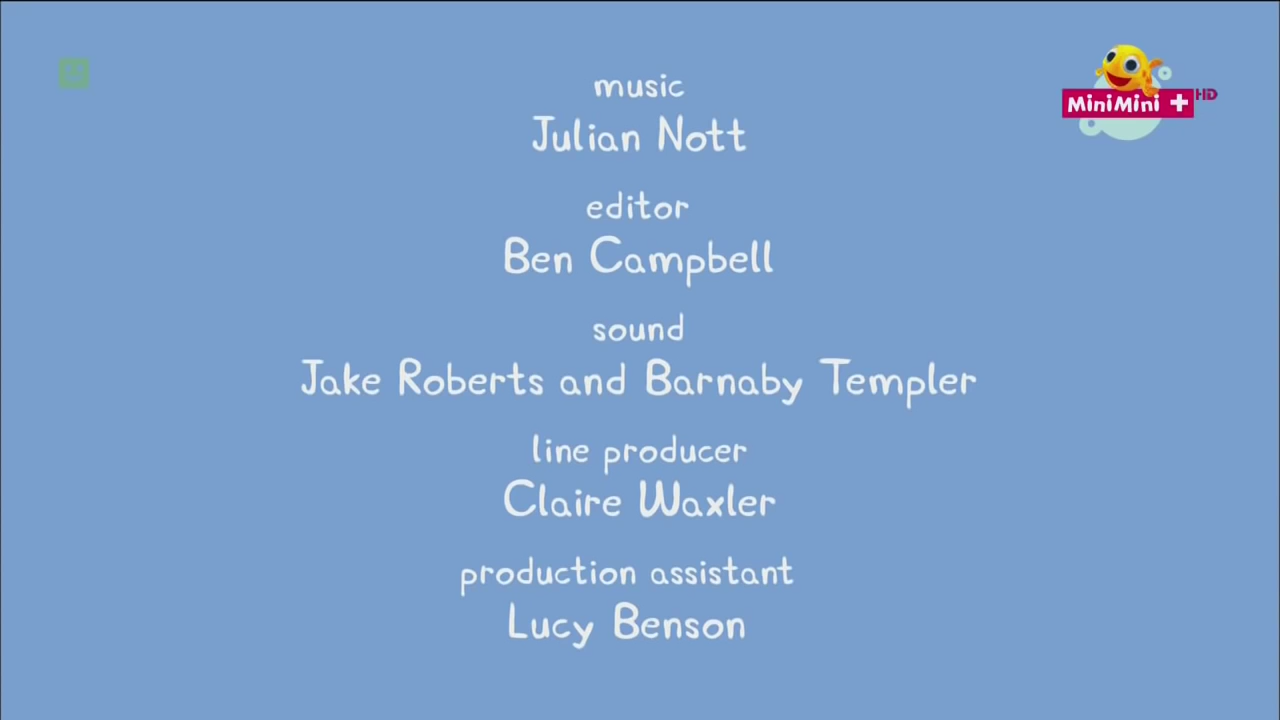 U
MiniMini + HD
music
Julian Nott
editor
Ben Campbell
sound
Jake Roberts and Barnaby Templer
line producer
Claire Waxler
production assistant
Lucy Benson